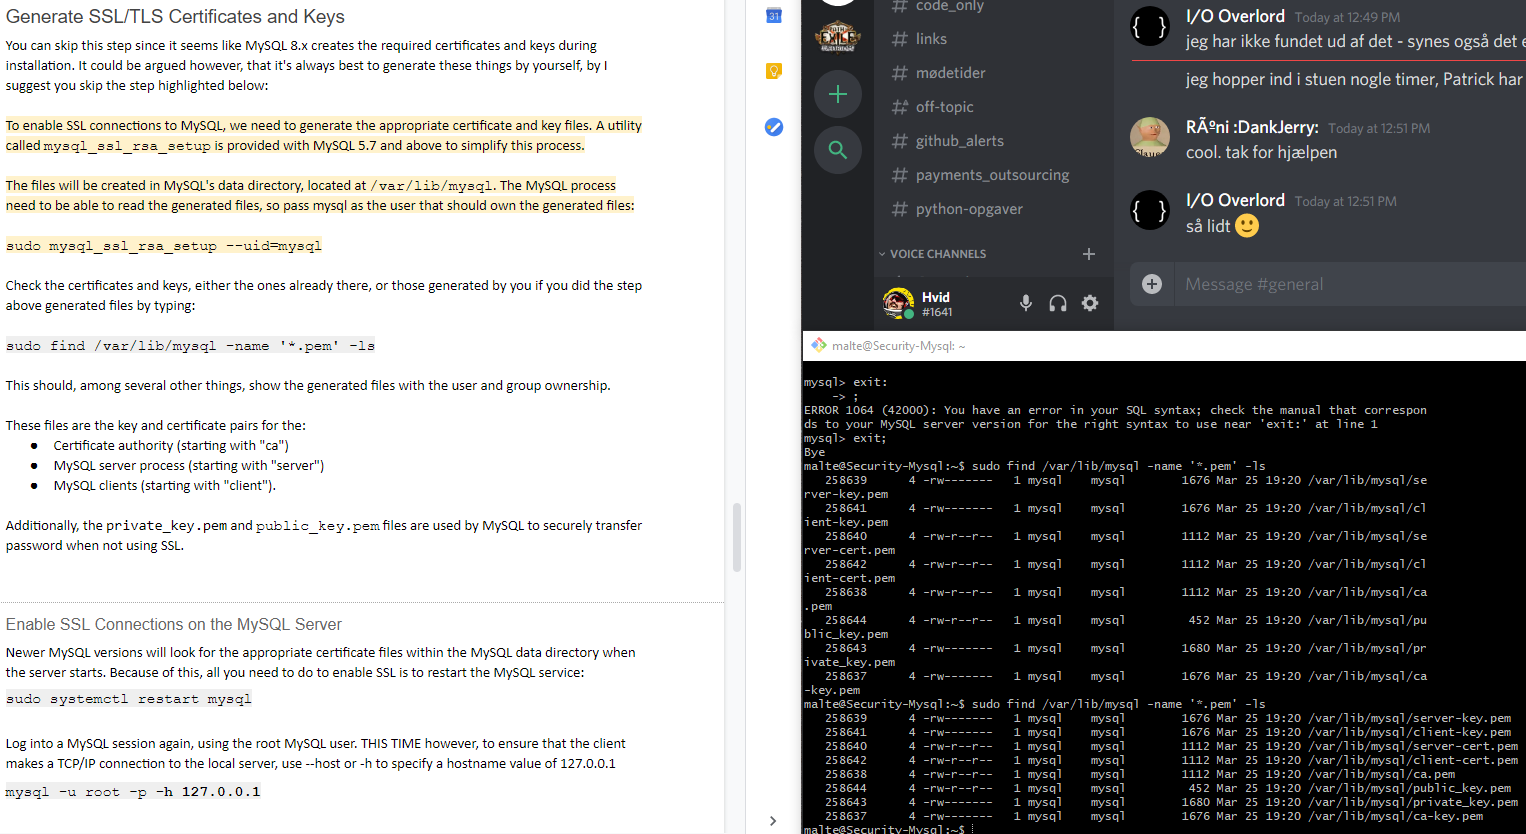 Generate SSL/TLS Certificates and Keys
You can skip this step since it seems like MySQL 8.x creates the required certificates and keys during
installation. It could be argued however, that it's always best to generate these things by yourself, by I
suggest you skip the step highlighted below:
To enable SSL connections to MySQL, we need to generate the appropriate certificate and key files. A utility
called mysql_ssl_rsa_setup is provided with MySQL 5.7 and above to simplify this process.
The files will be created in MySQL's data directory, located at /var/lib/mysql. The MySQL process
need to be able to read the generated files, so pass mysql as the user that should own the generated files:
sudo mysql_ssl_rsa_setup --uid=mysql
Check the certificates and keys, either the ones already there, or those generated by you if you did the step
above generated files by typing:
sudo find /var/lib/mysql -name '*.pem' -ls
This should, among several other things, show the generated files with the user and group ownership.
These files are the key and certificate pairs for the:
● Certificate authority (starting with "ca")
● MySQL server process (starting with "server")
● MySQL clients (starting with "client").
Additionally, the private_key.pem and public_key.pem files are used by MySQL to securely transfer
password when not using SSL.
Enable SSL Connections on the MySQL Server
Newer MySQL versions will look for the appropriate certificate files within the MySQL data directory when
the server starts. Because of this, all you need to do to enable SSL is to restart the MySQL service:
sudo systemctl restart mysql
Log into a MySQL session again, using the root MySQL user. THIS TIME however, to ensure that the client
makes a TCP/IP connection to the local server, use --host or -h to specify a hostname value of 127.0.0.1
mysql -u root -p -h 127.0.0.1
31
EXILE
# code_only
# links
# mødetider
# off-topic
# github_alerts
# payments_outsourcing
# python-opgaver
VOICE CHANNELS
Hvid
#1641
{ }
I/O Overlord Today at 12:49 PM
jeg har ikke fundet ud af det - synes også det e
jeg hopper ind i stuen nogle timer, Patrick har
RÃºni :DankJerry: Today at 12:51 PM
cool. tak for hjælpen
{ }
I/O Overlord Today at 12:51 PM
så lidt 🙂
Message #general
malte@Security-Mysql: ~
mysql> exit:
-> ;
ERROR 1064 (42000): You have an error in your SQL syntax; check the manual that correspon
ds to your MySQL server version for the right syntax to use near 'exit:' at line 1
mysql> exit;
Bye
malte@Security-Mysql:~$ sudo find /var/lib/mysql -name '*.pem' -ls
258639 4 -rw------- 1 mysql mysql 1676 Mar 25 19:20 /var/lib/mysql/se
rver-key.pem
258641 4 -rw------- 1 mysql mysql 1676 Mar 25 19:20 /var/lib/mysql/cl
ient-key.pem
258640 4 -rw-r--r-- 1 mysql mysql 1112 Mar 25 19:20 /var/lib/mysql/se
rver-cert.pem
258642 4 -rw-r--r-- 1 mysql mysql 1112 Mar 25 19:20 /var/lib/mysql/cl
ient-cert.pem
258638 4 -rw-r--r-- 1 mysql mysql 1112 Mar 25 19:20 /var/lib/mysql/ca
.pem
258644 4 -rw-r--r-- 1 mysql mysql 452 Mar 25 19:20 /var/lib/mysql/pu
blic_key.pem
258643 4 -rw------- 1 mysql mysql 1680 Mar 25 19:20 /var/lib/mysql/pr
ivate_key.pem
258637 4 -rw------- 1 mysql mysql 1676 Mar 25 19:20 /var/lib/mysql/ca
-key.pem
malte@Security-Mysql:~$ sudo find /var/lib/mysql -name '*.pem' -ls
258639 4 -rw------- 1 mysql mysql 1676 Mar 25 19:20 /var/lib/mysql/server-key.pem
258641 4 -rw------- 1 mysql mysql 1676 Mar 25 19:20 /var/lib/mysql/client-key.pem
258640 4 -rw-r--r-- 1 mysql mysql 1112 Mar 25 19:20 /var/lib/mysql/server-cert.pem
258642 4 -rw-r--r-- 1 mysql mysql 1112 Mar 25 19:20 /var/lib/mysql/client-cert.pem
258638 4 -rw-r--r-- 1 mysql mysql 1112 Mar 25 19:20 /var/lib/mysql/ca.pem
258644 4 -rw-r--r-- 1 mysql mysql 452 Mar 25 19:20 /var/lib/mysql/public_key.pem
258643 4 -rw------- 1 mysql mysql 1680 Mar 25 19:20 /var/lib/mysql/private_key.pem
258637 4 -rw------- 1 mysql mysql 1676 Mar 25 19:20 /var/lib/mysql/ca-key.pem
malte@Security-Mysql:~$